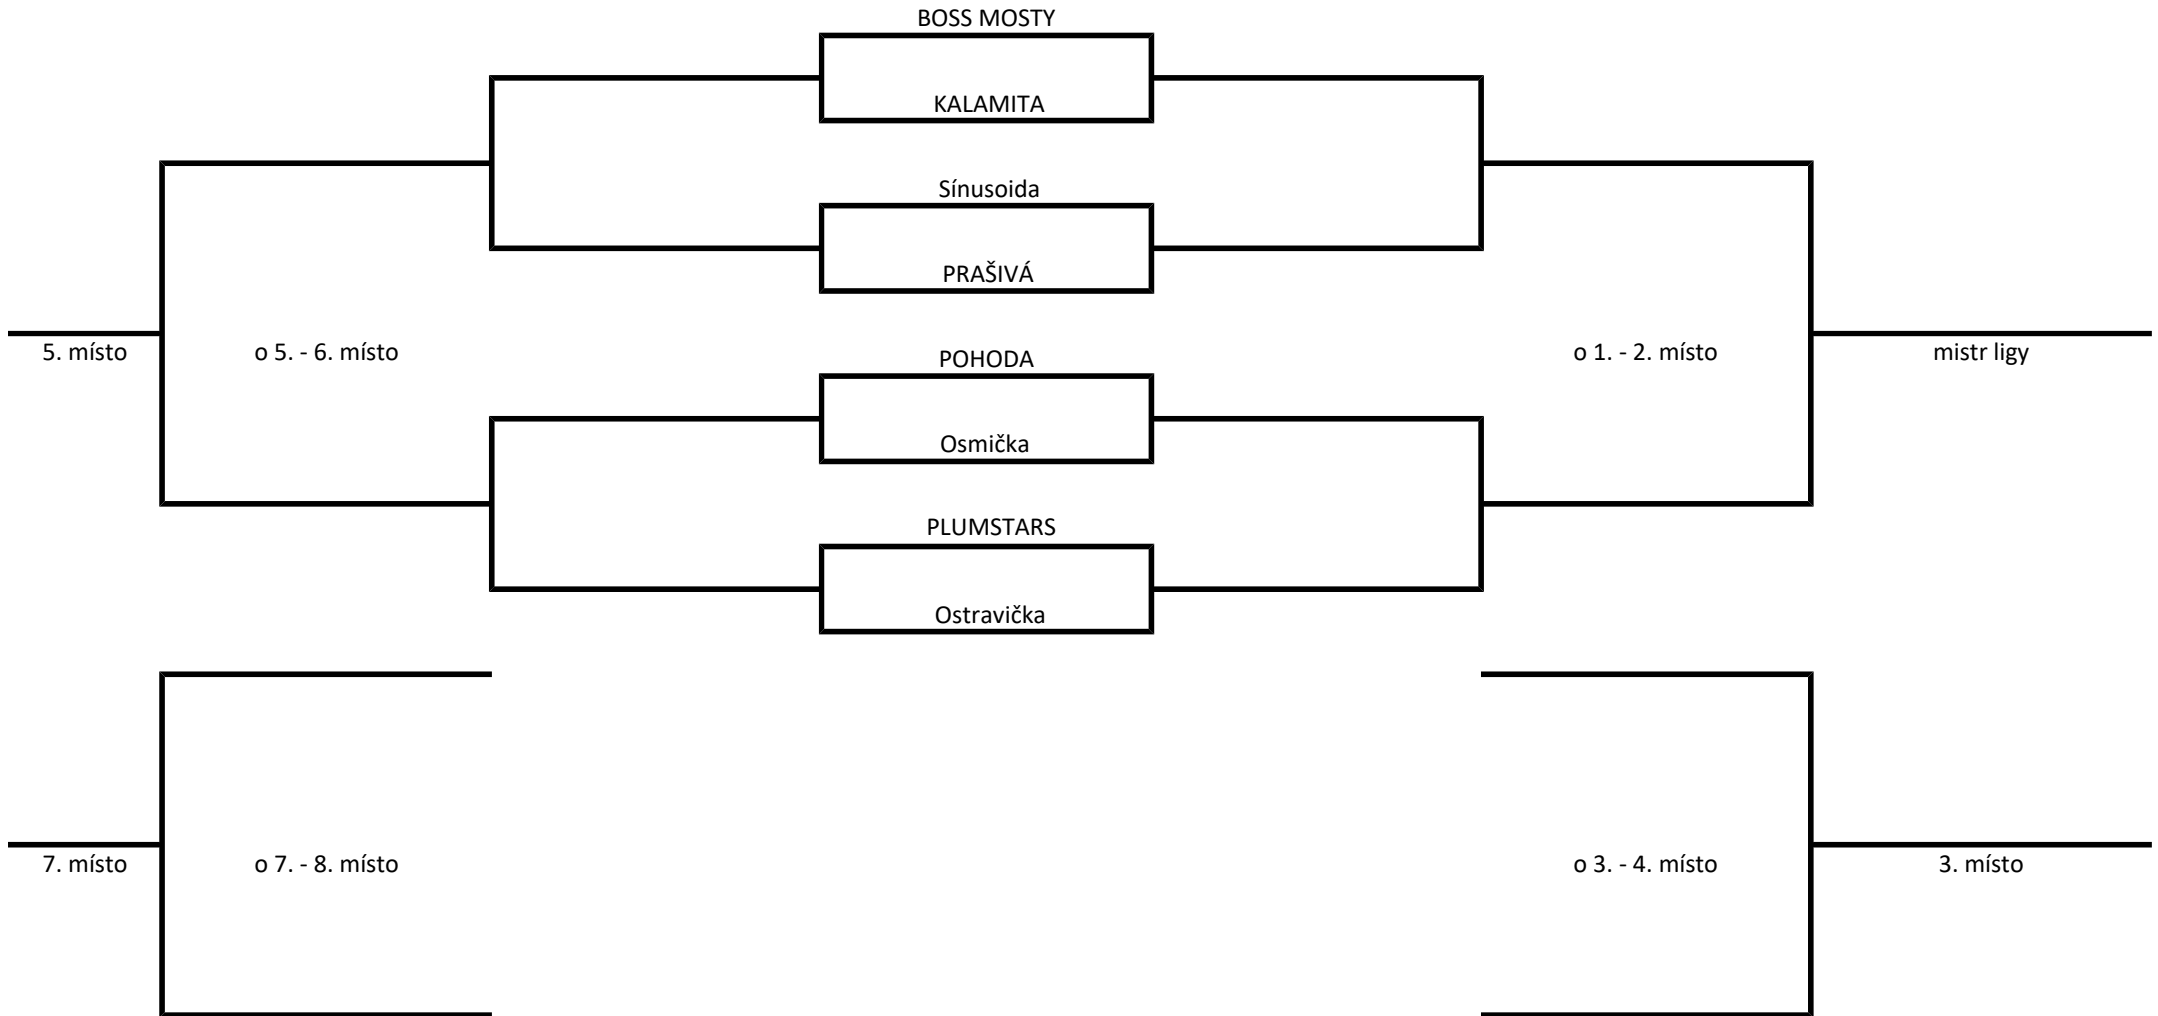 BOSS MOSTY
KALAMITA
Sínusoida
PRAŠIVÁ
5. místo
o 5. - 6. místo
POHODA
o 1. - 2. místo
mistr ligy
Osmička
PLUMSTARS
Ostravička
7. místo
o 7. - 8. místo
o 3. - 4. místo
3. místo